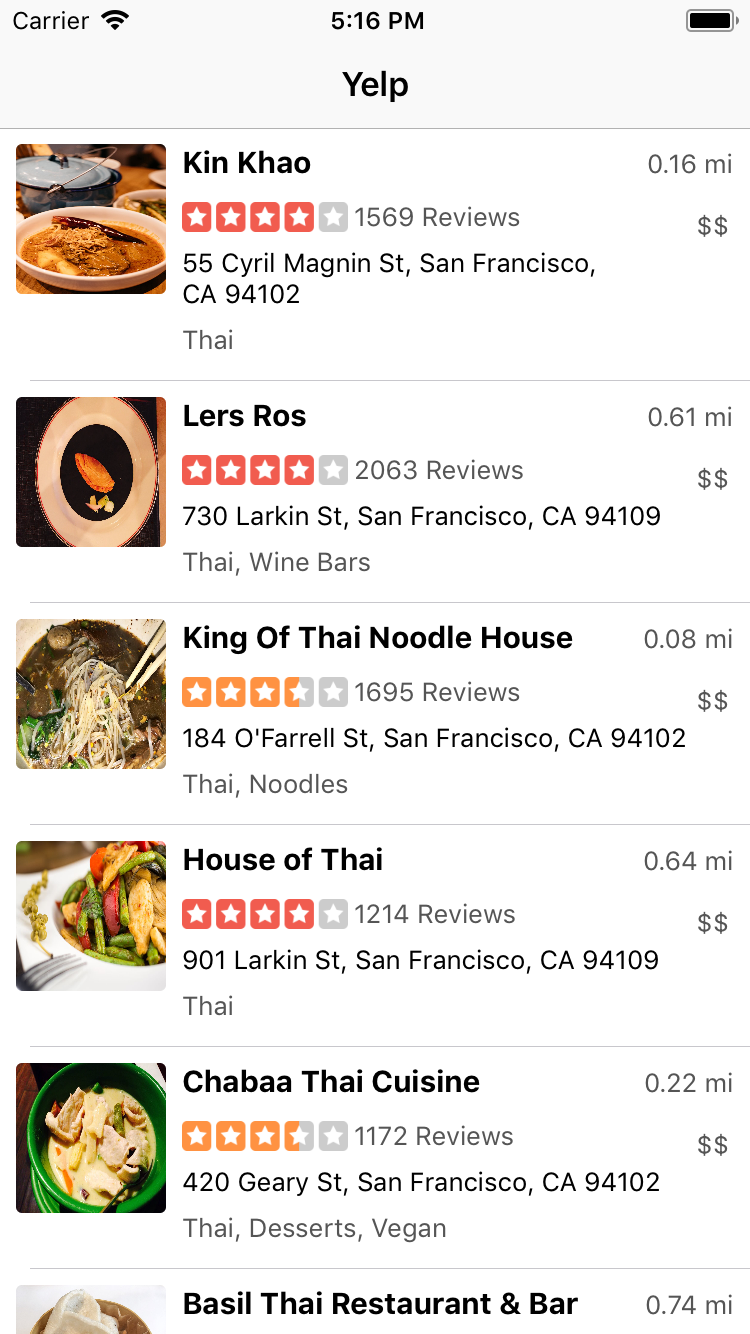 Carrier 5:16 PM
Yelp
Kin Khao 0.16 mi
1569 Reviews $$
55 Cyril Magnin St, San Francisco,
CA 94102
Thai
Lers Ros 0.61 mi
2063 Reviews $$
730 Larkin St, San Francisco, CA 94109
Thai, Wine Bars
King Of Thai Noodle House 0.08 mi
1695 Reviews $$
184 O'Farrell St, San Francisco, CA 94102
Thai, Noodles
House of Thai 0.64 mi
1214 Reviews $$
901 Larkin St, San Francisco, CA 94109
Thai
Chabaa Thai Cuisine 0.22 mi
1172 Reviews $$
420 Geary St, San Francisco, CA 94102
Thai, Desserts, Vegan
Basil Thai Restaurant & Bar 0.74 mi